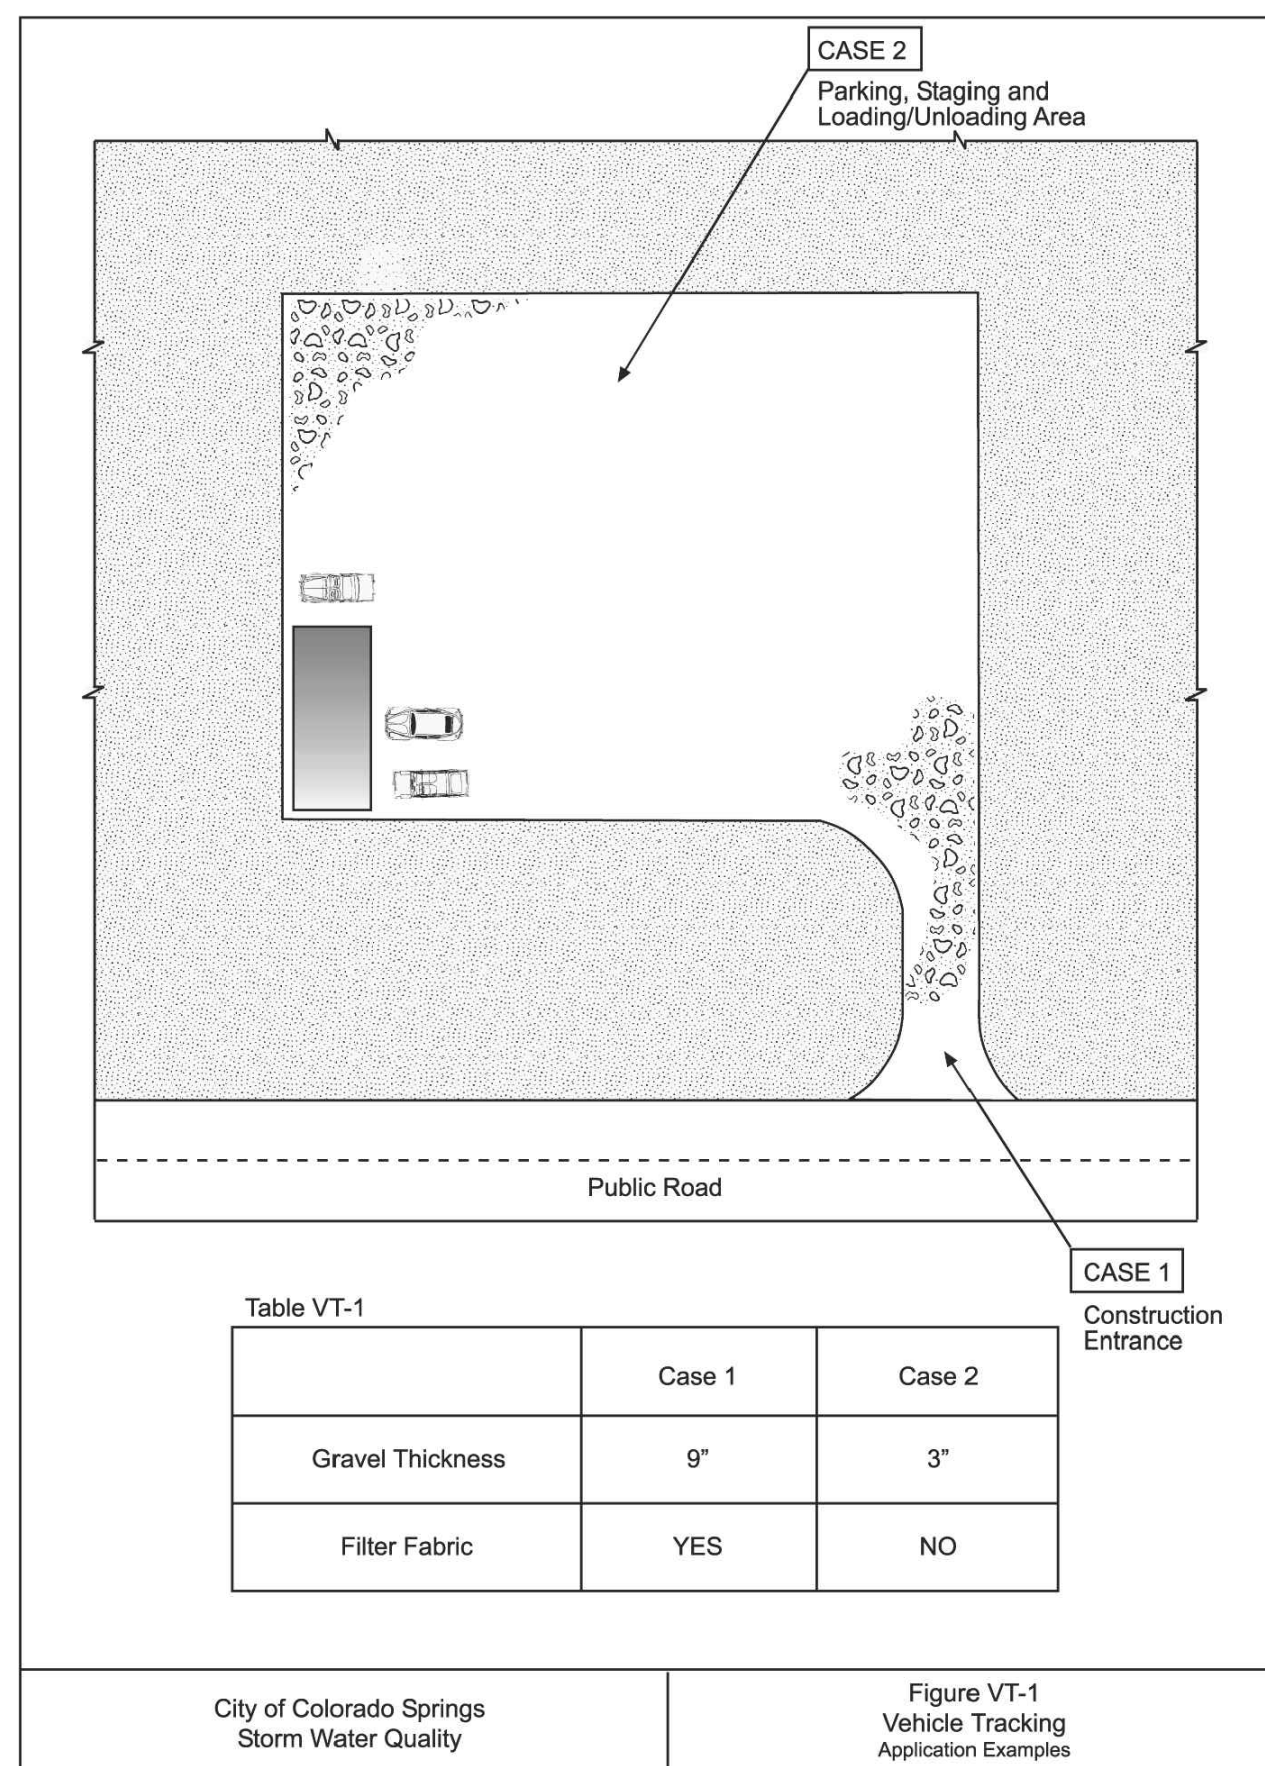 CASE 2
Parking, Staging and
Loading/Unloading Area
Public Road
CASE 1
Construction
Entrance
Table VT-1
Case 1 Case 2
Gravel Thickness 9” 3”
Filter Fabric YES NO
City of Colorado Springs
Storm Water Quality
Figure VT-1
Vehicle Tracking
Application Examples